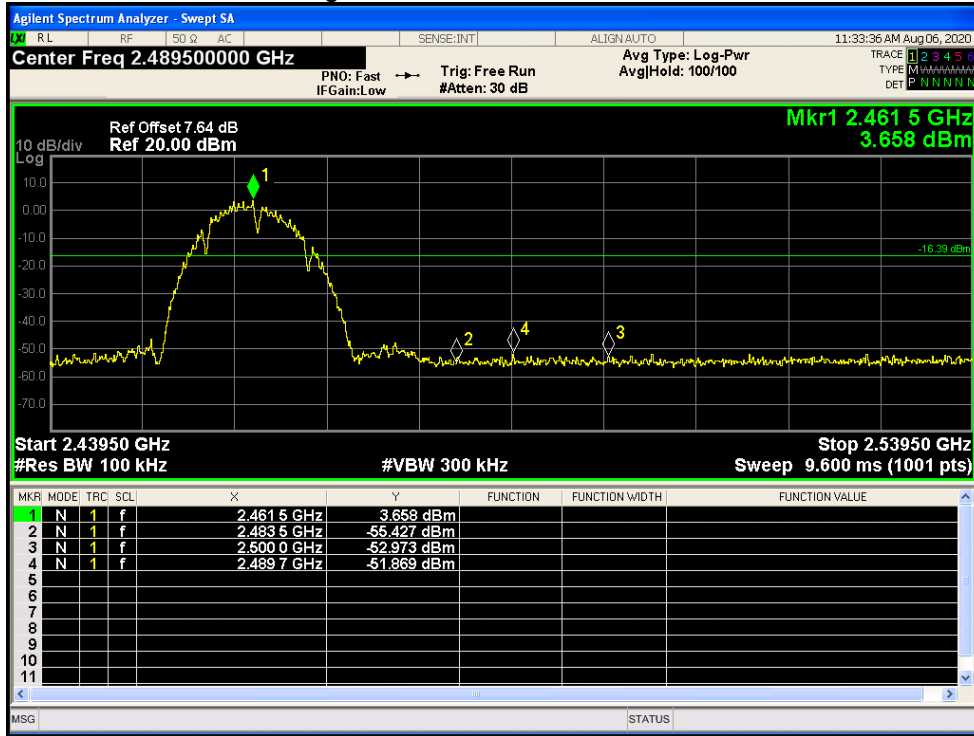 Agilent Spectrum Analyzer - Swept SA
LXI RL RF 50 Ω AC SENSE:INT ALIGN AUTO 11:33:36 AM Aug 06, 2020
Center Freq 2.489500000 GHz Avg Type: Log-Pwr TRACE 1 2 3 4 5 6
PNO: Fast Trig: Free Run Avg|Hold: 100/100 TYPE M W W W W W
IFGain:Low #Atten: 30 dB DET P N N N N N
Mkr1 2.461 5 GHz
Ref Offset 7.64 dB
10 dB/div Ref 20.00 dBm 3.658 dBm
Log
1
10.0
0.00
-10.0
-16.39 dBm
-20.0
-30.0
-40.0
2 4 3
-50.0
-60.0
-70.0
Start 2.43950 GHz Stop 2.53950 GHz
#Res BW 100 kHz #VBW 300 kHz Sweep 9.600 ms (1001 pts)
MKR MODE TRC SCL X Y FUNCTION FUNCTION WIDTH FUNCTION VALUE
1 N 1 f 2.461 5 GHz 3.658 dBm
2 N 1 f 2.483 5 GHz -55.427 dBm
3 N 1 f 2.500 0 GHz -52.973 dBm
4 N 1 f 2.489 7 GHz -51.869 dBm
5
6
7
8
9
10
11
MSG STATUS